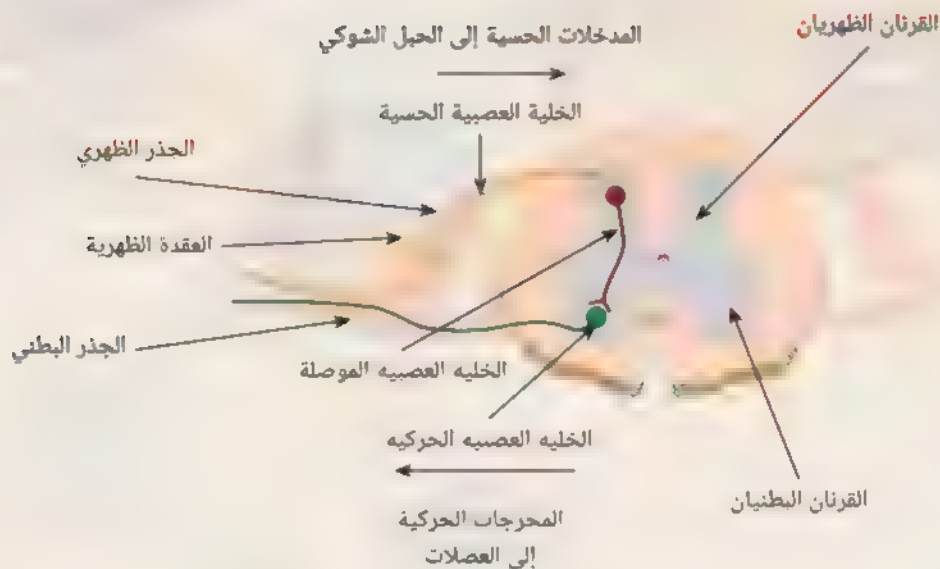 القرنان الظهريان
المدخلات الحسية إلى الحبل الشوكي
الخلية العصبية الحسية
الجذر الظهري
العقدة الظهرية
الجذر البطني
الخليه العصبيه الموصلة
الخليه العصبيه الحركيه
القرنان البطنيان
المخرجات الحركية
إلى العضلات